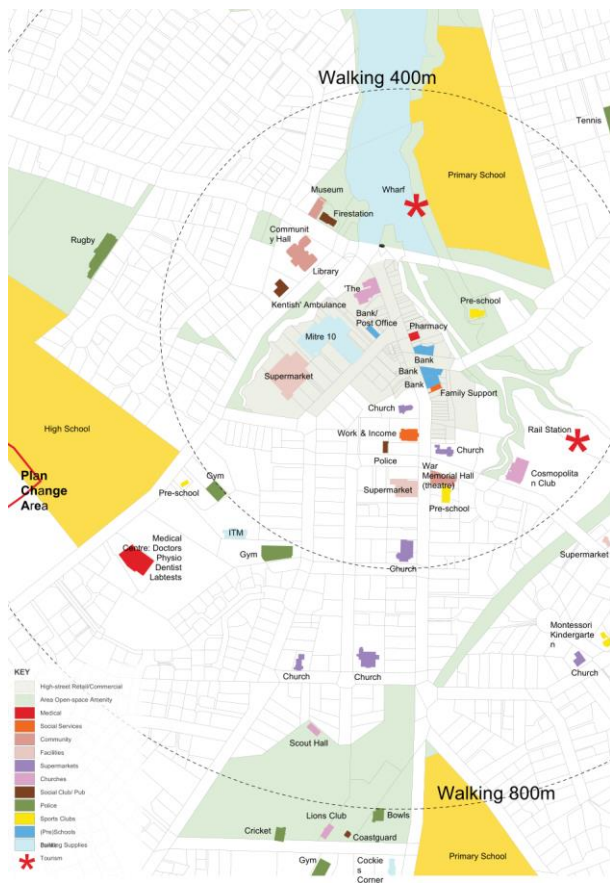 Walking 400m
Tennis
Primary School
Museum
Wharf
Firestation
Communi
ty Hall
Rugby
Library
'The
Kentish' Ambulance
Pre-school
Bank/
Post Office
Pharmacy
Mitre 10
Bank
Supermarket
Bank
Bank
Family Support
Church
High School
Work & Income
Rail Station
Church
Police
War
Memorial Hall
(theatre)
Cosmopolita
n Club
Plan
Change
Area
Gym
Pre-school
Supermarket
Pre-school
ITM
Medical
Centre: Doctors
Physio
Dentist
Labtests
Gym
Church
Supermarket
Montessori
Kindergarte
n
Church
Church
Church
KEY
High-street Retail/Commercial
Area Open-space Amenity
Medical
Social Services
Community
Facilities
Supermarkets
Churches
Social Club/ Pub
Police
Sports Clubs
(Pre)Schools
Building Supplies
Tourism
Scout Hall
Walking 800m
Lions Club
Bowls
Cricket
Coastguard
Primary School
Gym
Cockie
s
Corner